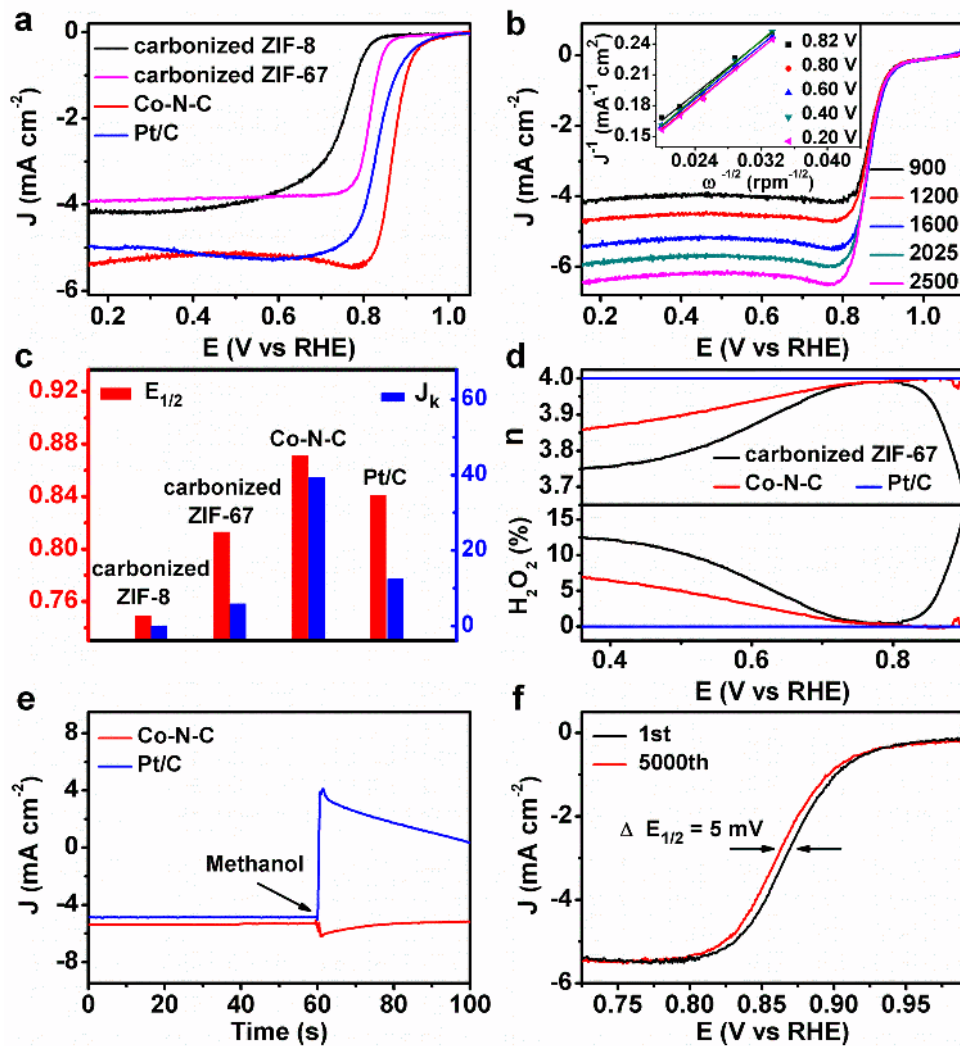 a
0
-2
-4
-6
J (mA cm-2)
carbonized ZIF-8
carbonized ZIF-67
Co-N-C
Pt/C
0.2 0.4 0.6 0.8 1.0
E (V vs RHE)
b
0
-2
-4
-6
J (mA cm-2)
0.24
0.21
0.18
0.15
J-1 (mA-1 cm2)
0.82 V
0.80 V
0.60 V
0.40 V
0.20 V
0.024 0.032 0.040
ω-1/2 (rpm-1/2)
900
1200
1600
2025
2500
0.2 0.4 0.6 0.8 1.0
E (V vs RHE)
c
0.92
0.88
0.84
0.80
0.76
E1/2
Jk
60
40
20
0
carbonized
ZIF-8
carbonized
ZIF-67
Co-N-C
Pt/C
d
4.0
3.9
3.8
3.7
n
carbonized ZIF-67
Co-N-C Pt/C
15
10
5
0
H2O2 (%)
0.4 0.6 0.8
E (V vs RHE)
e
8
4
0
-4
-8
J (mA cm-2)
Co-N-C
Pt/C
Methanol
0 20 40 60 80 100
Time (s)
f
0
-2
-4
-6
J (mA cm-2)
1st
5000th
Δ E1/2 = 5 mV
0.75 0.80 0.85 0.90 0.95
E (V vs RHE)